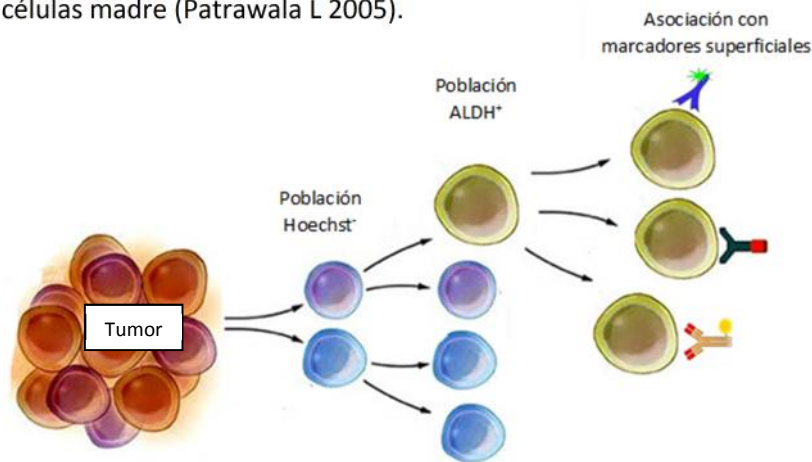 células madre (Patrawala L 2005).
Asociación con
marcadores superficiales
Población
ALDH⁺
Población
Hoechst⁻
Tumor